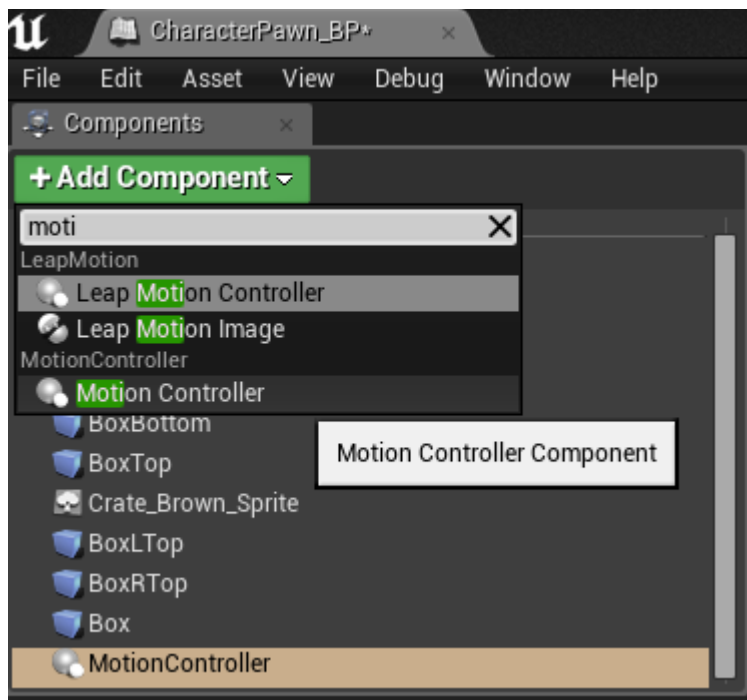 CharacterPawn_BP*
File Edit Asset View Debug Window Help
Components
+ Add Component
moti
LeapMotion
Leap Motion Controller
Leap Motion Image
MotionController
Motion Controller
BoxBottom
Motion Controller Component
BoxTop
Crate_Brown_Sprite
BoxLTop
BoxRTop
Box
MotionController